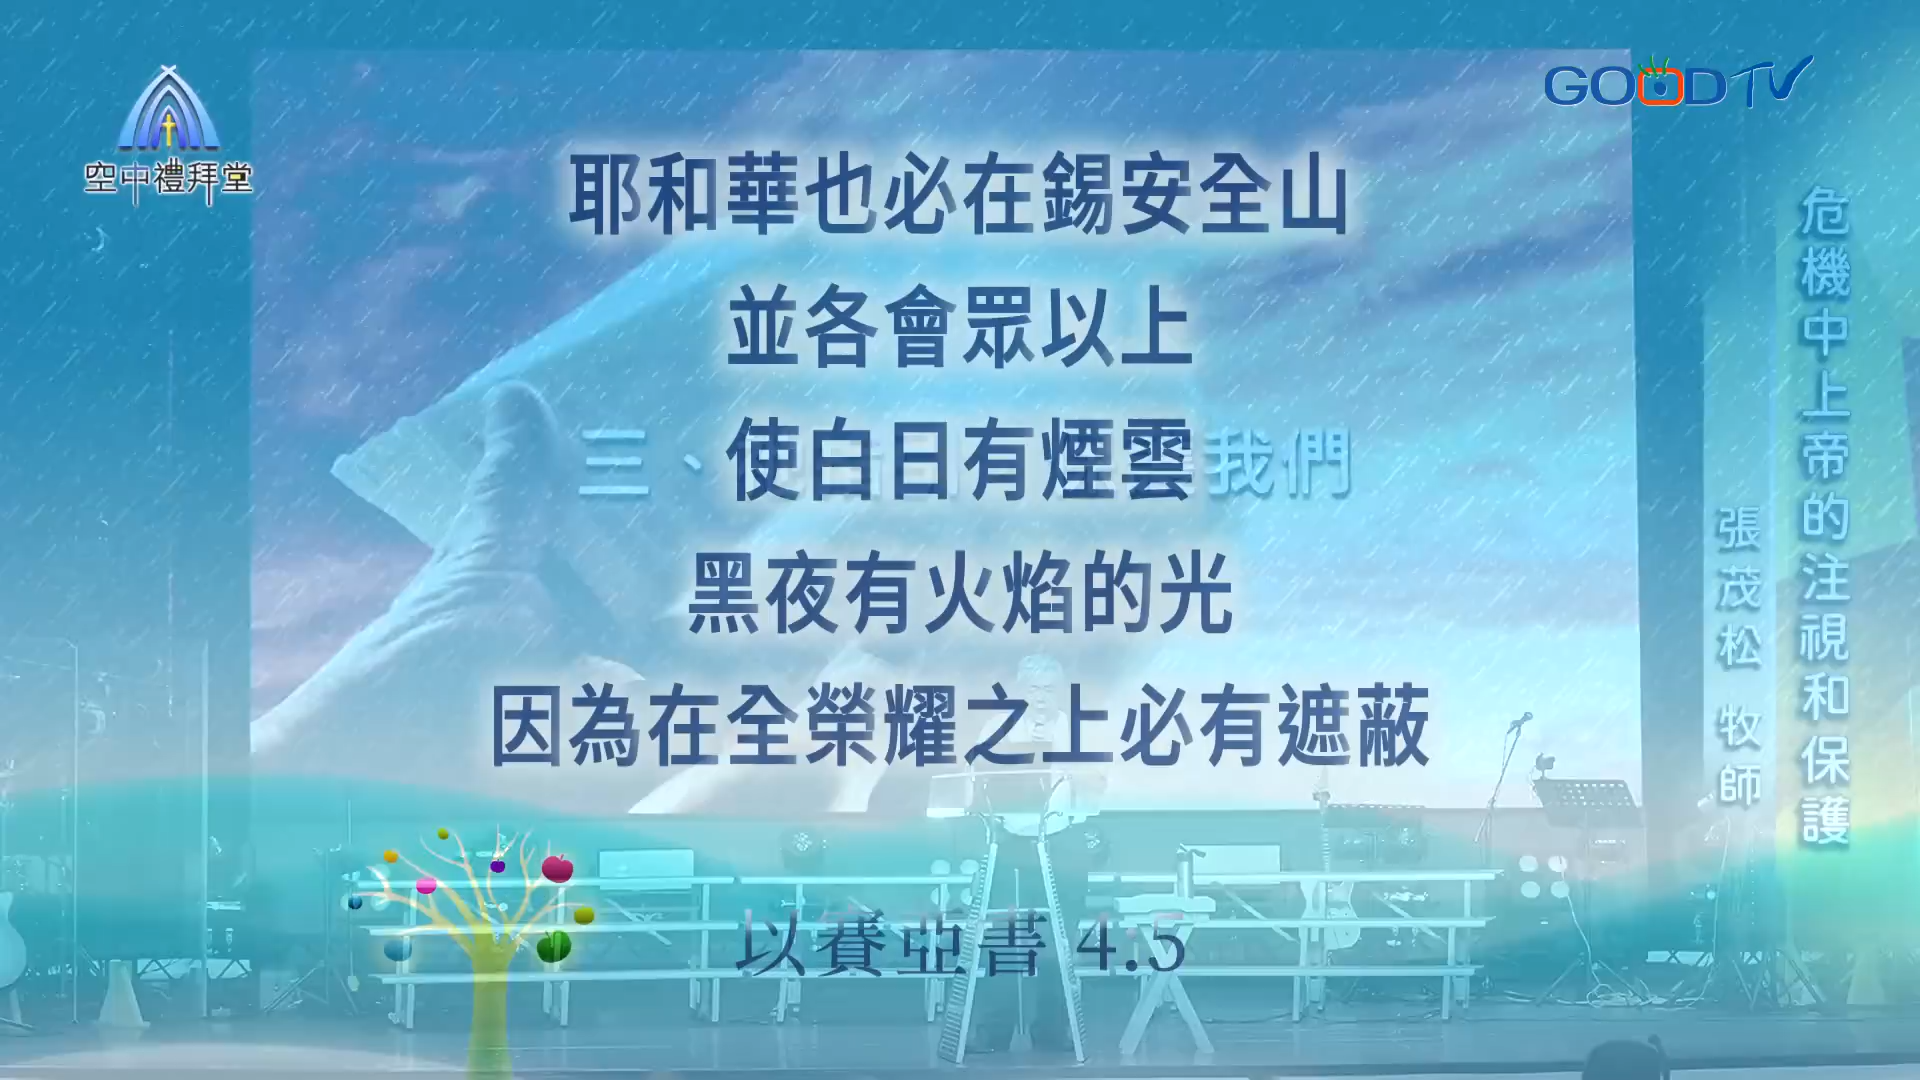 空中禮拜堂
GOOD TV
耶和華也必在錫安全山
並各會眾以上
使白日有煙雲
黑夜有火焰的光
因為在全榮耀之上必有遮蔽
以賽亞書 4:5
三、
我們
危機中上帝的注視和保護
張茂松 牧師